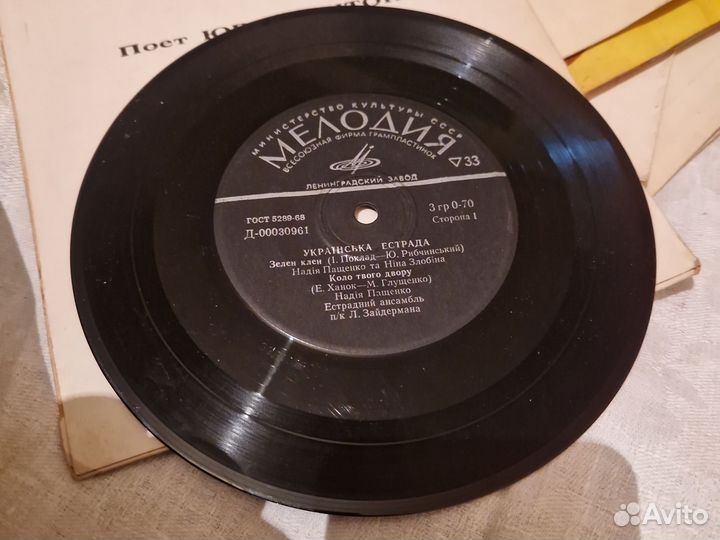 Поет
МИНИСТЕРСТВО КУЛЬТУРЫ СССР
МЕЛОДИЯ
ВСЕСОЮЗНАЯ ФИРМА ГРАМПЛАСТИНОК
▽33
ЛЕНИНГРАДСКИЙ ЗАВОД
ГОСТ 5289-68
3 гр 0-70
Д-00030961
Сторона 1
УКРАЇНСЬКА ЕСТРАДА
Зелен клен (І. Поклад—Ю. Рибчинський)
Надія Пащенко та Ніна Злобіна
Коло твого двору
(Е. Ханок—М. Глущенко)
Надія Пащенко
Естрадний ансамбль
п/к Л. Зайдермана
Avito